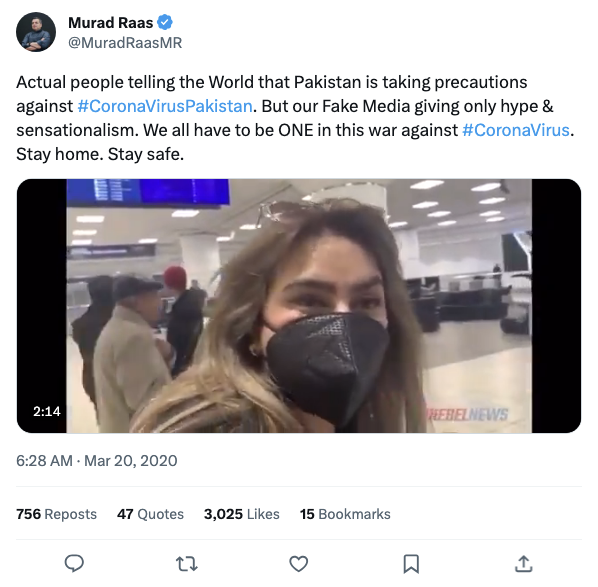 Murad Raas
@MuradRaasMR
Actual people telling the World that Pakistan is taking precautions
against #CoronaVirusPakistan. But our Fake Media giving only hype &
sensationalism. We all have to be ONE in this war against #CoronaVirus.
Stay home. Stay safe.
REBELNEWS
2:14
6:28 AM · Mar 20, 2020
756 Reposts 47 Quotes 3,025 Likes 15 Bookmarks